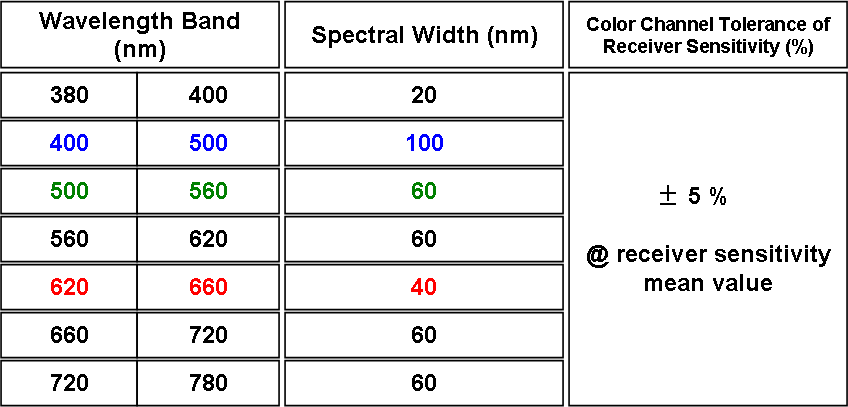 Wavelength Band
(nm)
Spectral Width (nm)
Color Channel Tolerance of
Receiver Sensitivity (%)
380 400 20
400 500 100
500 560 60
560 620 60
620 660 40
660 720 60
720 780 60
± 5 %
@ receiver sensitivity
mean value